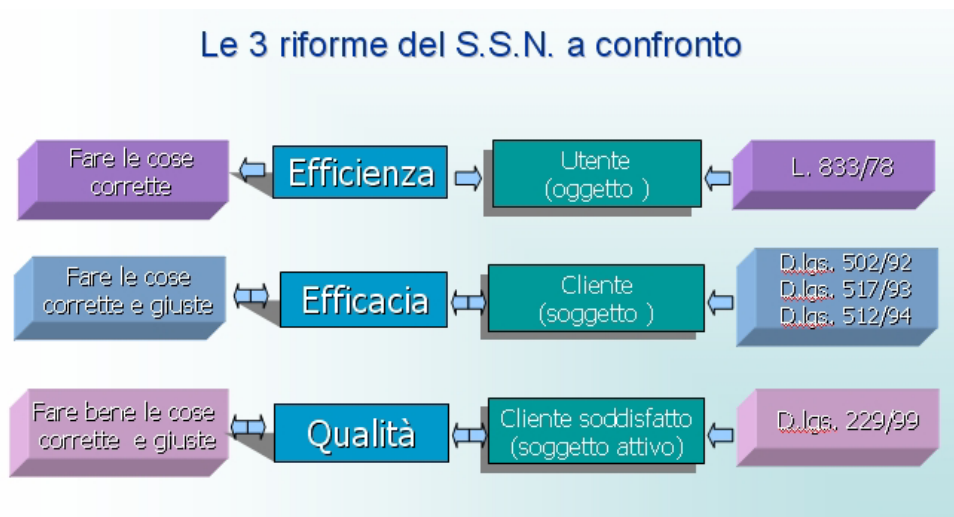 Le 3 riforme del S.S.N. a confronto
Fare le cose
corrette
Efficienza
Utente
(oggetto )
L. 833/78
Fare le cose
corrette e giuste
Efficacia
Cliente
(soggetto )
D.lgs. 502/92
D.lgs. 517/93
D.lgs. 512/94
Fare bene le cose
corrette e giuste
Qualità
Cliente soddisfatto
(soggetto attivo)
D.lgs. 229/99